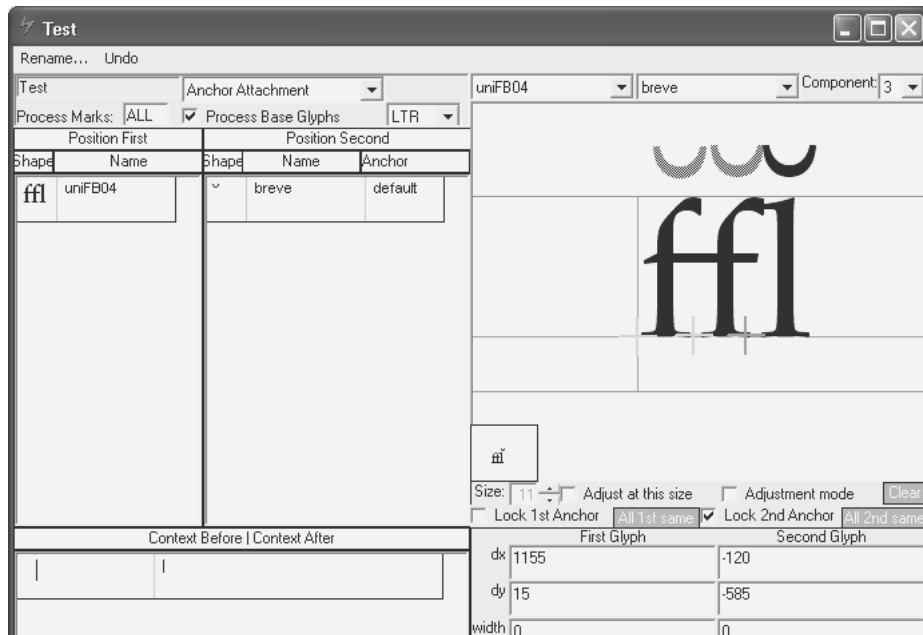 Test
Rename... Undo
Test Anchor Attachment uniFB04 breve Component: 3
Process Marks: ALL Process Base Glyphs LTR
Position First Position Second
Shape Name Shape Name Anchor
ffl uniFB04 ˘ breve default
ffl
ffl̆
Size: 11 Adjust at this size Adjustment mode Clear
Lock 1st Anchor All 1st same Lock 2nd Anchor All 2nd same
Context Before | Context After First Glyph Second Glyph
dx 1155 -120
dy 15 -585
width 0 0